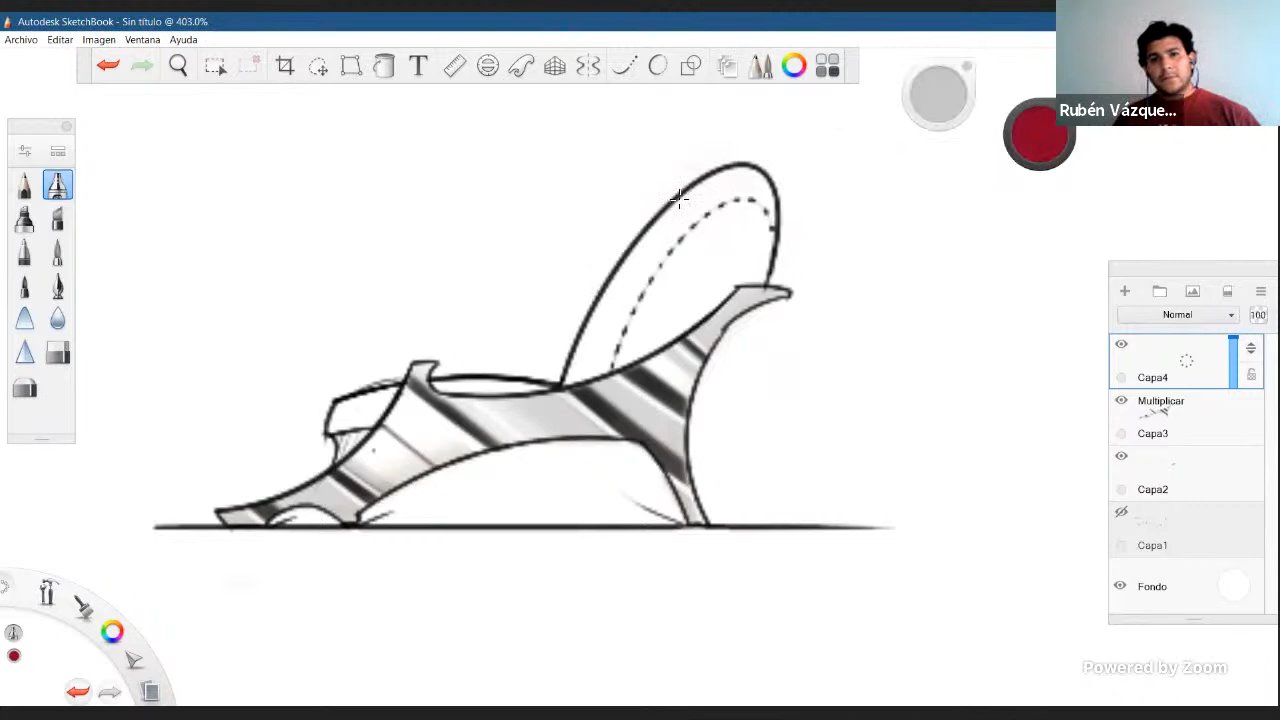 Autodesk SketchBook - Sin título @ 403.0%
Archivo Editar Imagen Ventana Ayuda
T
Rubén Vázque...
Normal 100
Capa4
Multiplicar
Capa3
Capa2
Capa1
Fondo
Powered by Zoom